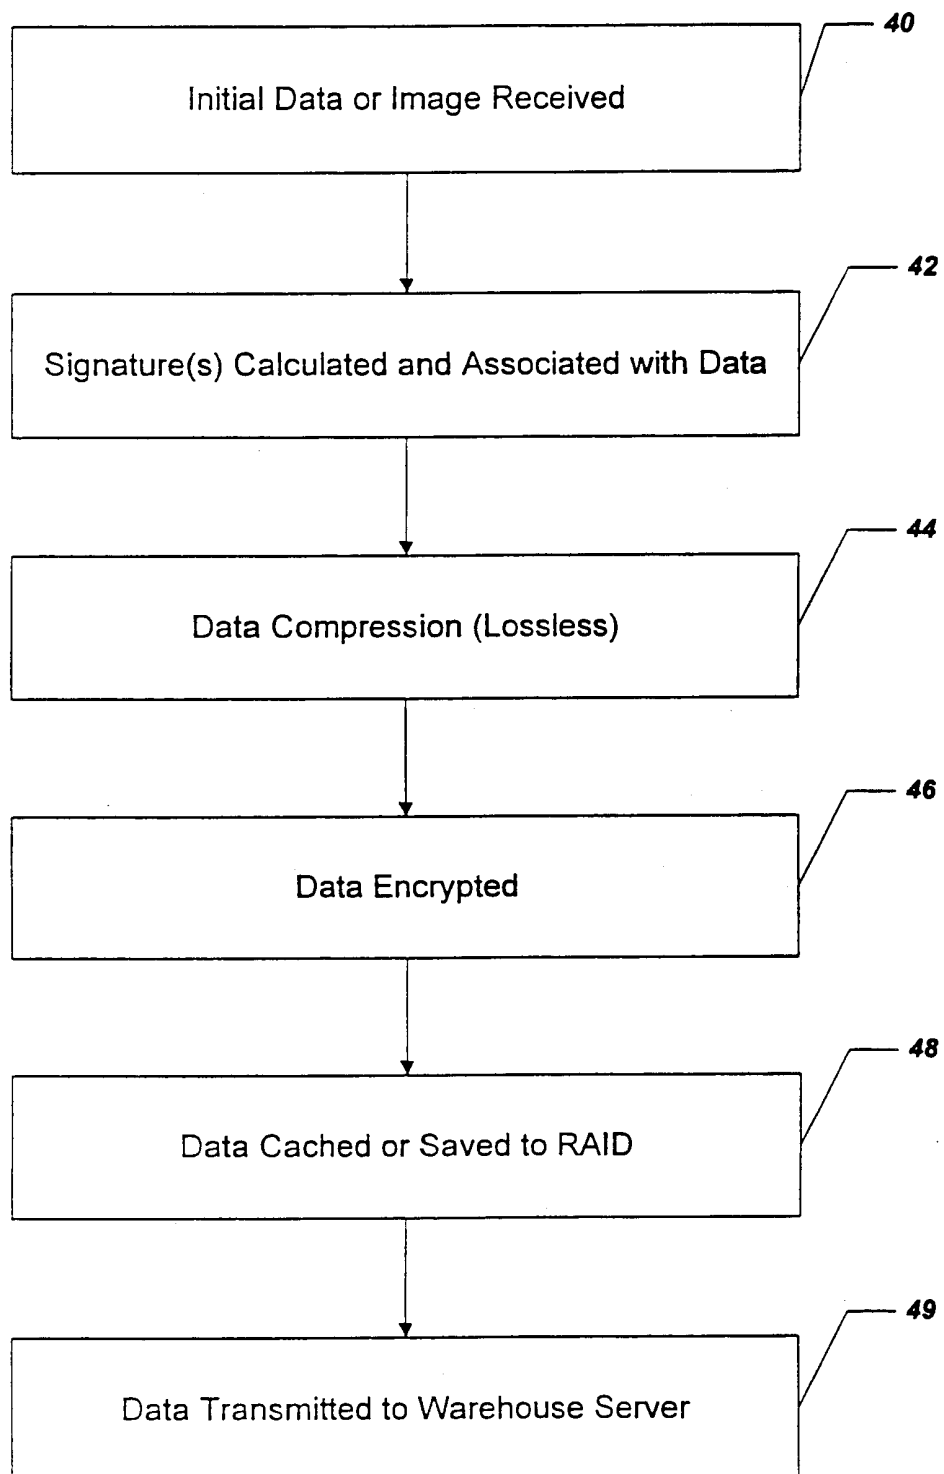 40
Initial Data or Image Received
42
Signature(s) Calculated and Associated with Data
44
Data Compression (Lossless)
46
Data Encrypted
48
Data Cached or Saved to RAID
49
Data Transmitted to Warehouse Server